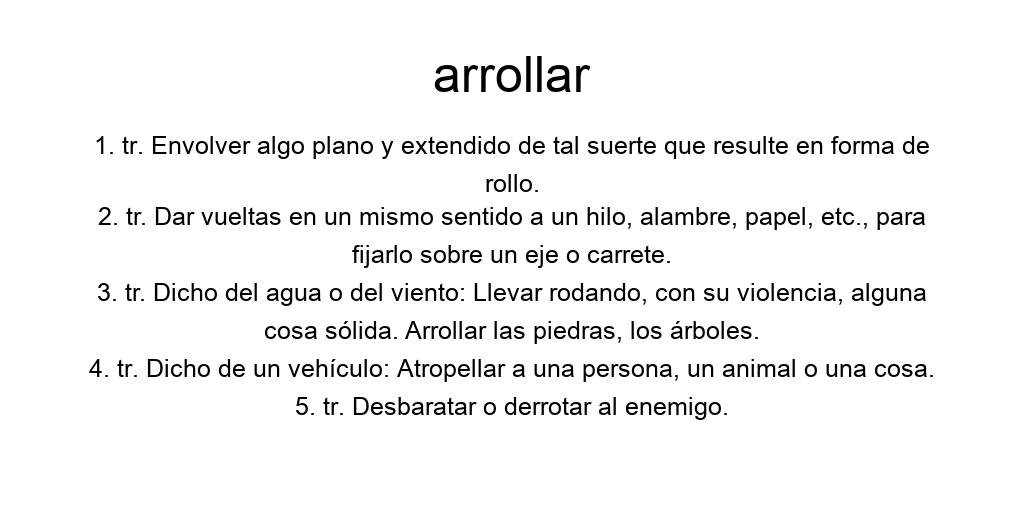 arrollar
1. tr. Envolver algo plano y extendido de tal suerte que resulte en forma de
rollo.
2. tr. Dar vueltas en un mismo sentido a un hilo, alambre, papel, etc., para
fijarlo sobre un eje o carrete.
3. tr. Dicho del agua o del viento: Llevar rodando, con su violencia, alguna
cosa sólida. Arrollar las piedras, los árboles.
4. tr. Dicho de un vehículo: Atropellar a una persona, un animal o una cosa.
5. tr. Desbaratar o derrotar al enemigo.